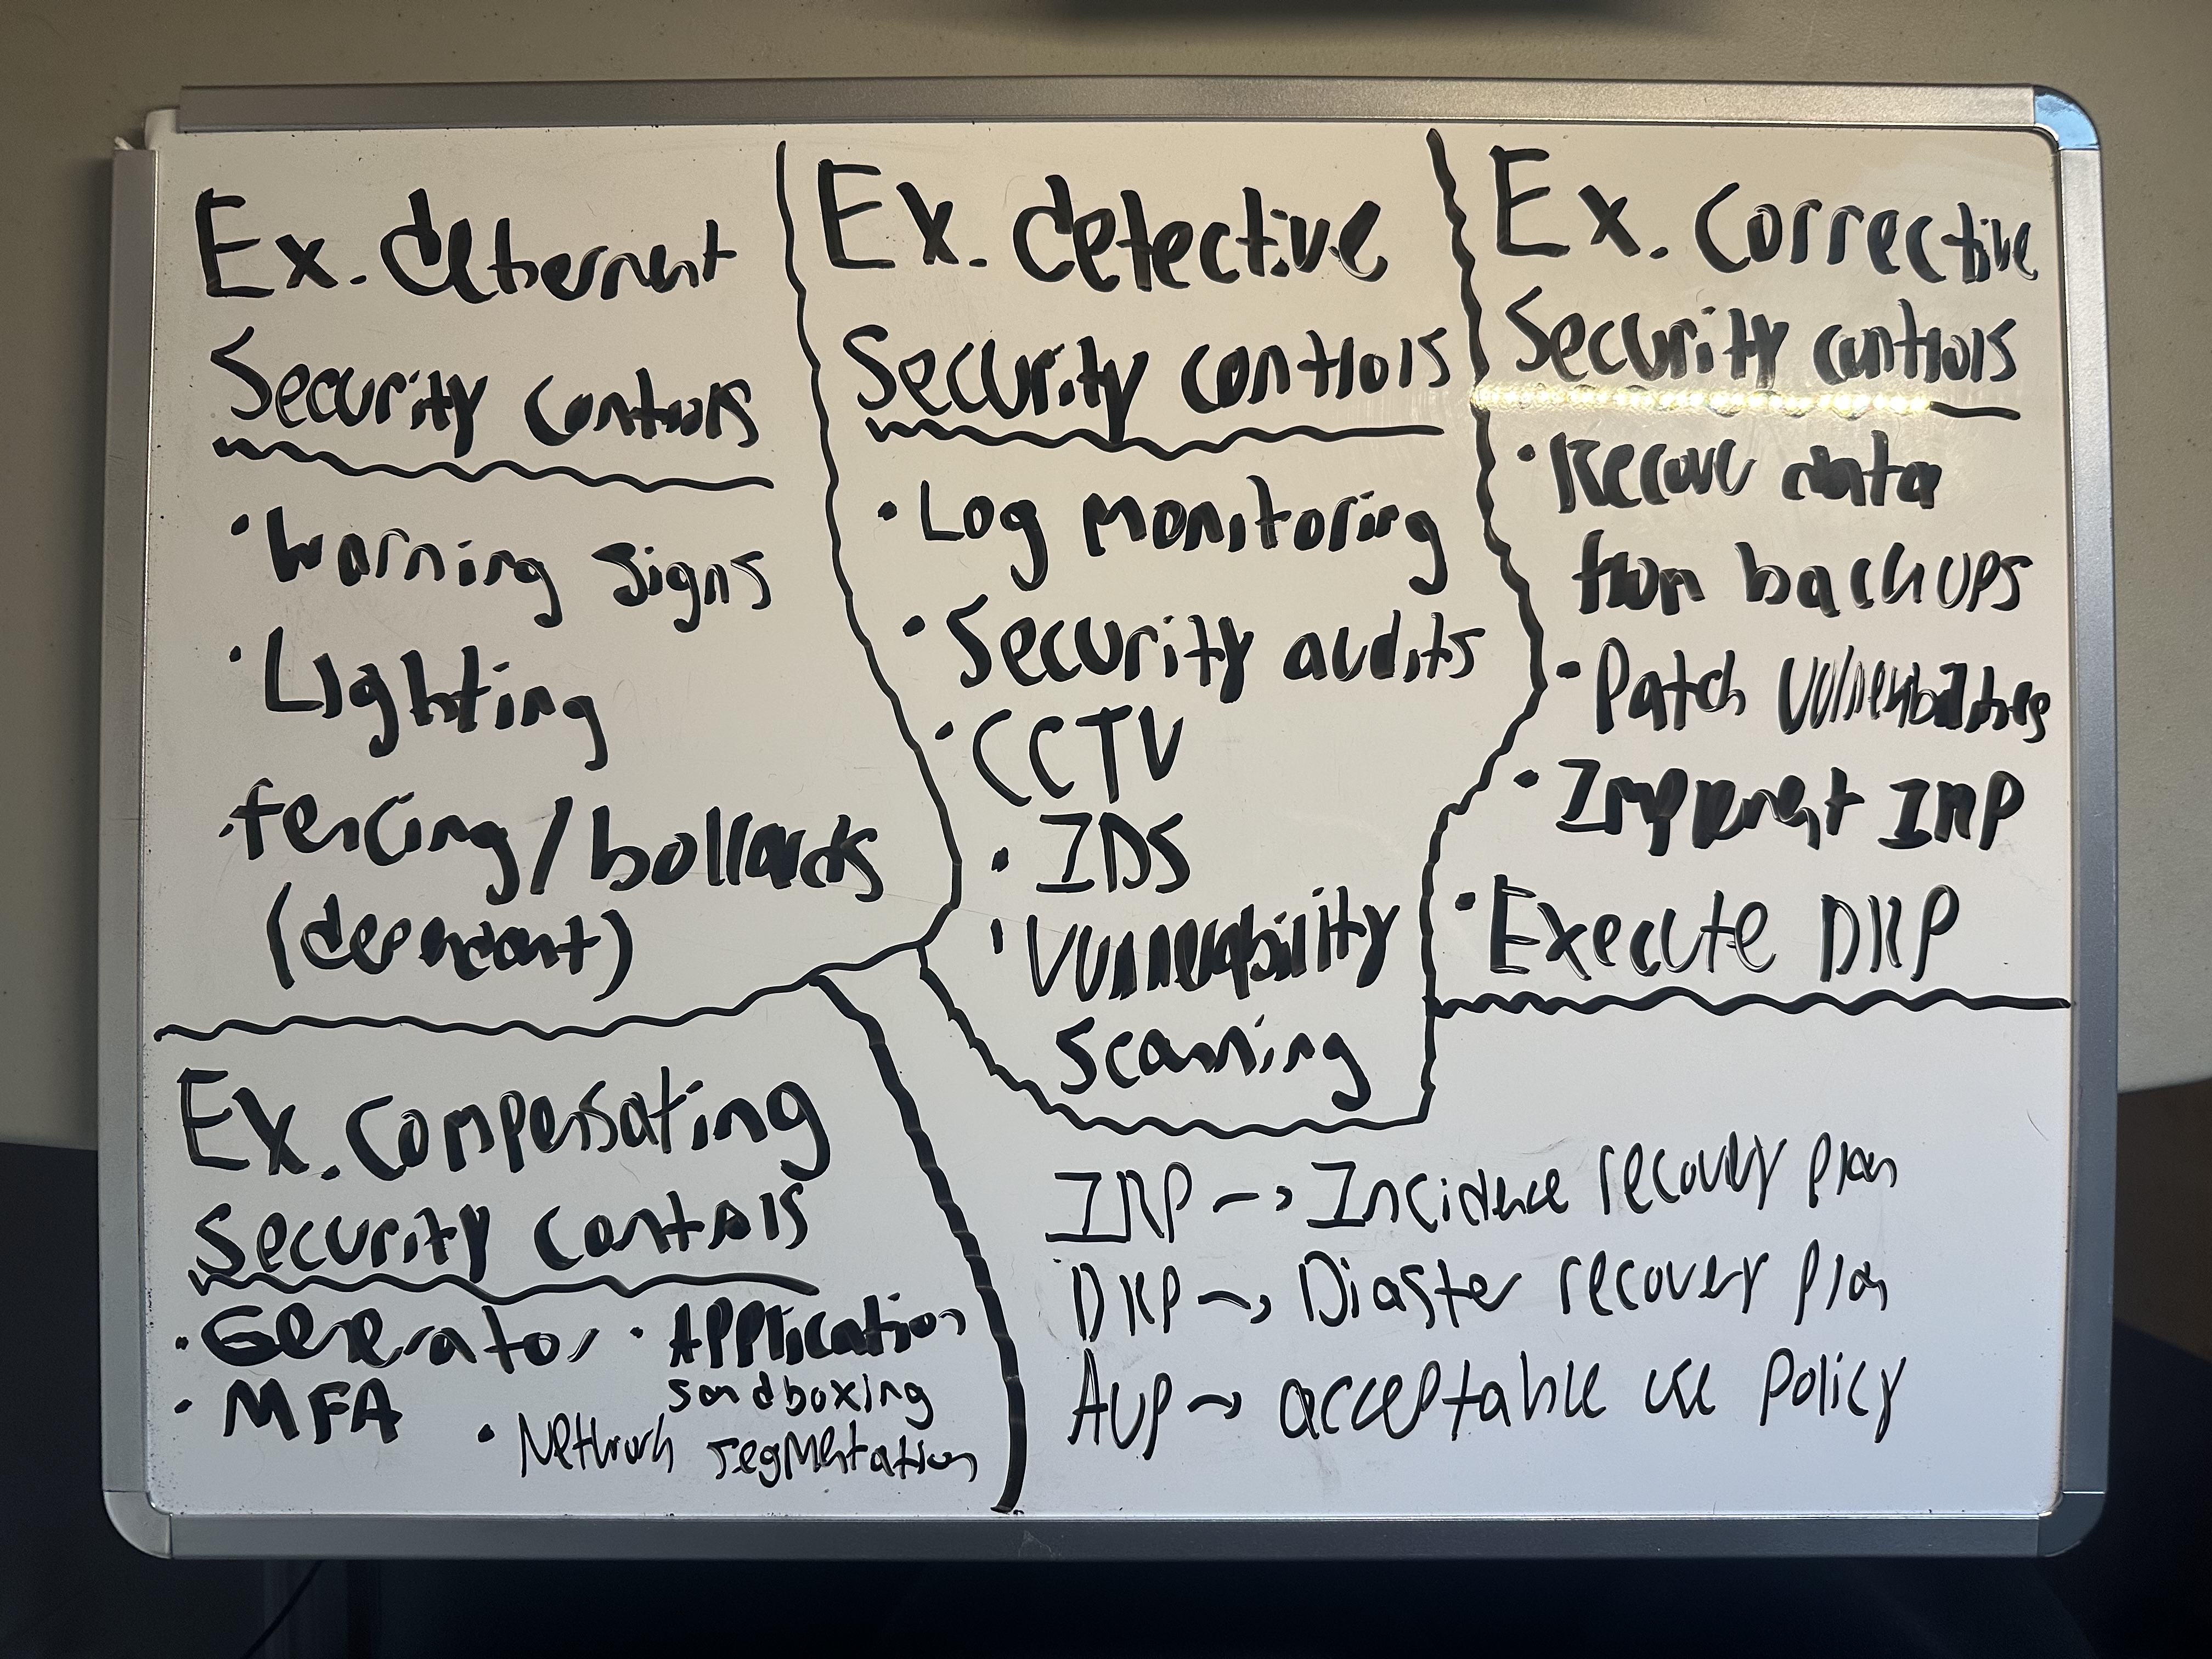 Ex. deterrent
Security controls
• Warning signs
• Lighting
• fencing/bollards
(dependant)
Ex. detective
Security controls
• Log monitoring
• Security audits
• CCTV
• IDS
• Vulnerability
scanning
Ex. Corrective
Security controls
• Recover data
from backups
• Patch vulnerabilities
• Implement IRP
• Execute DRP
Ex. Compensating
Security controls
• Generator • Application
sandboxing
• MFA
• Network segmentation
IRP → Incidence recovery plan
DRP → Diaster recovery plan
AUP → acceptable use policy